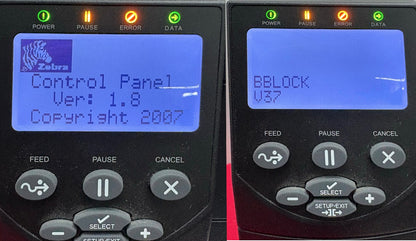 POWER PAUSE ERROR DATA
Zebra
Control Panel
Ver: 1.8
Copyright 2007
FEED PAUSE CANCEL
SELECT
SETUP-EXIT
POWER PAUSE ERROR DATA
BBLOCK
V37
FEED PAUSE CANCEL
SELECT
SETUP-EXIT